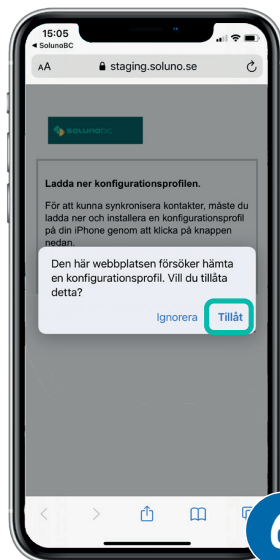 15:05
◀ SolunoBC
AA staging.soluno.se
solunoBC
Ladda ner konfigurationsprofilen.
För att kunna synkronisera kontakter, måste du
ladda ner och installera en konfigurationsprofil
på din iPhone genom att klicka på knappen
nedan.
Den här webbplatsen försöker hämta
en konfigurationsprofil. Vill du tillåta
detta?
Ignorera Tillåt